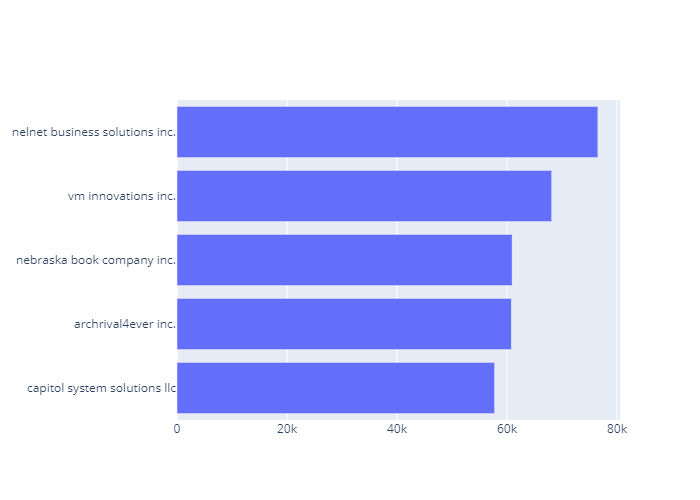 nelnet business solutions inc.
vm innovations inc.
nebraska book company inc.
archrival4ever inc.
capitol system solutions llc
0 20k 40k 60k 80k